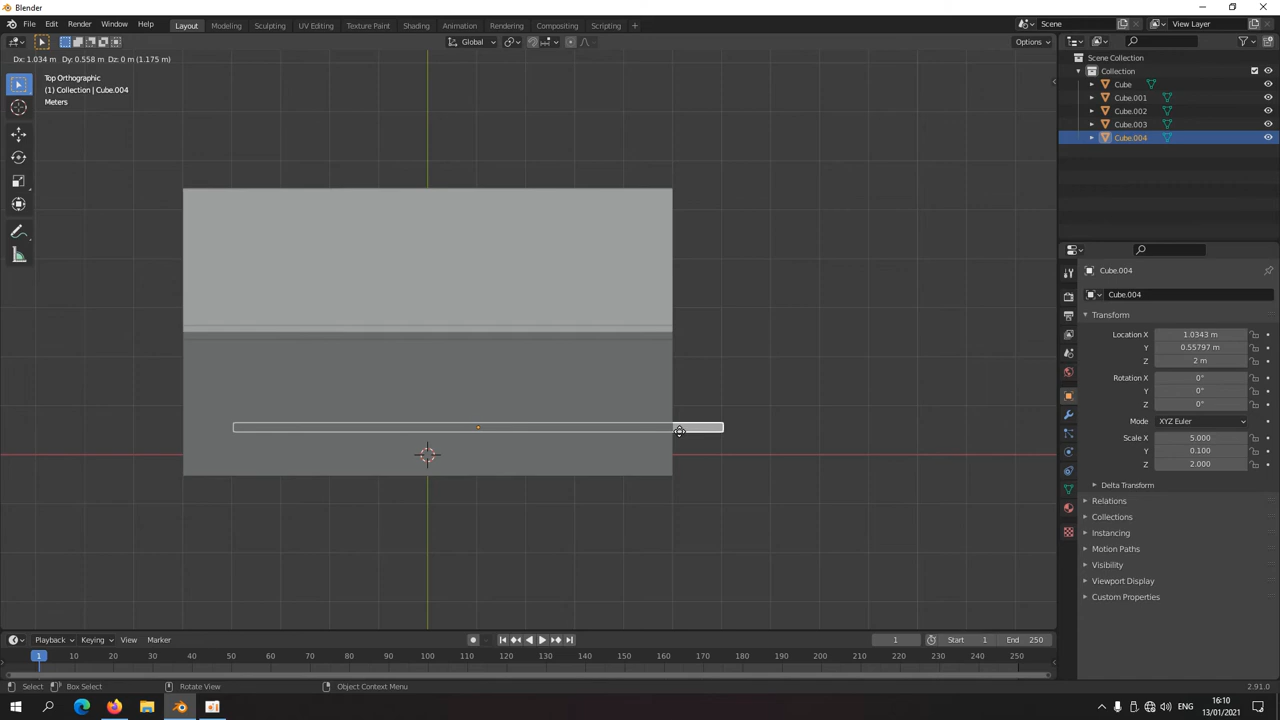 Blender
File Edit Render Window Help Layout Modeling Sculpting UV Editing Texture Paint Shading Animation Rendering Compositing Scripting + Scene View Layer
Global Options
Dx: 1.034 m Dy: 0.558 m Dz: 0 m (1.175 m)
Top Orthographic
(1) Collection | Cube.004
Meters
Scene Collection
Collection
Cube
Cube.001
Cube.002
Cube.003
Cube.004
Cube.004
Cube.004
Transform
Location X 1.0343 m
Y 0.55797 m
Z 2 m
Rotation X 0°
Y 0°
Z 0°
Mode XYZ Euler
Scale X 5.000
Y 0.100
Z 2.000
Delta Transform
Relations
Collections
Instancing
Motion Paths
Visibility
Viewport Display
Custom Properties
Playback Keying View Marker 1 Start 1 End 250
1 10 20 30 40 50 60 70 80 90 100 110 120 130 140 150 160 170 180 190 200 210 220 230 240 250
Select Box Select Rotate View Object Context Menu 2.91.0
ENG 16:10
13/01/2021